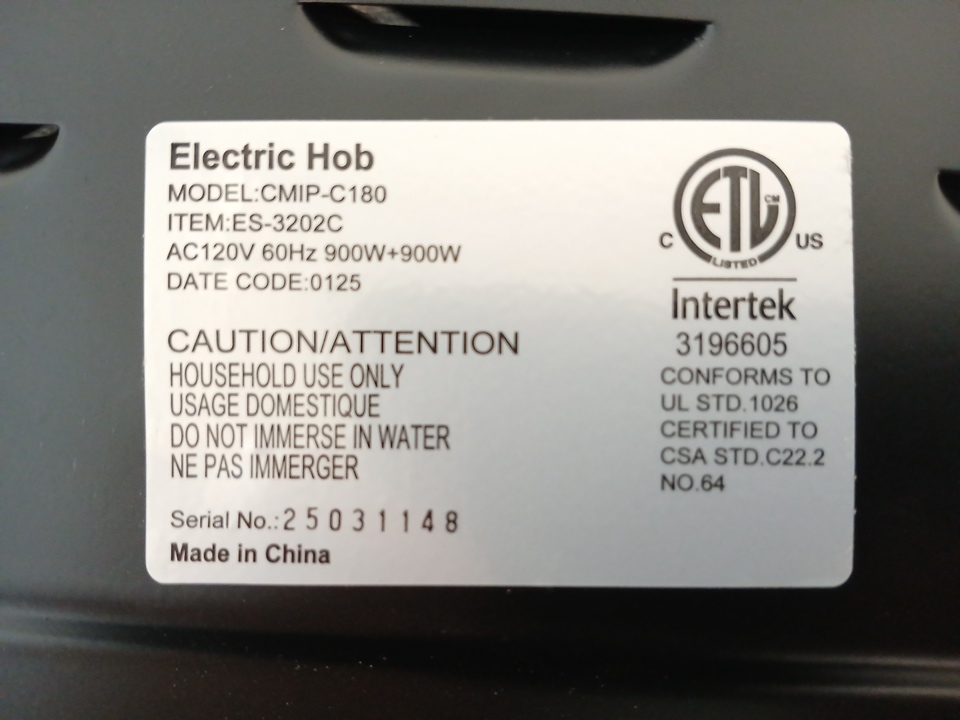 Electric Hob
MODEL:CMIP-C180
ITEM:ES-3202C
AC120V 60Hz 900W+900W
DATE CODE:0125
CAUTION/ATTENTION
HOUSEHOLD USE ONLY
USAGE DOMESTIQUE
DO NOT IMMERSE IN WATER
NE PAS IMMERGER
Serial No.:25031148
Made in China
ETL CM
C US
LISTED
Intertek
3196605
CONFORMS TO
UL STD.1026
CERTIFIED TO
CSA STD.C22.2
NO.64